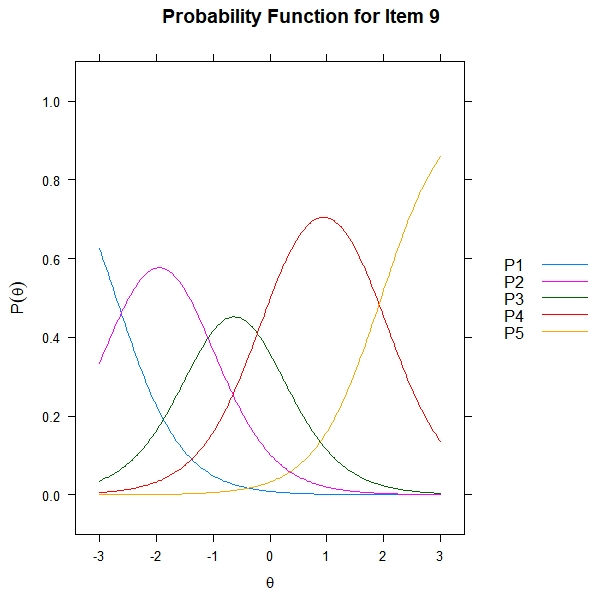 Probability Function for Item 9
P(θ)
1.0
0.8
0.6
0.4
0.2
0.0
-3 -2 -1 0 1 2 3
θ
P1
P2
P3
P4
P5